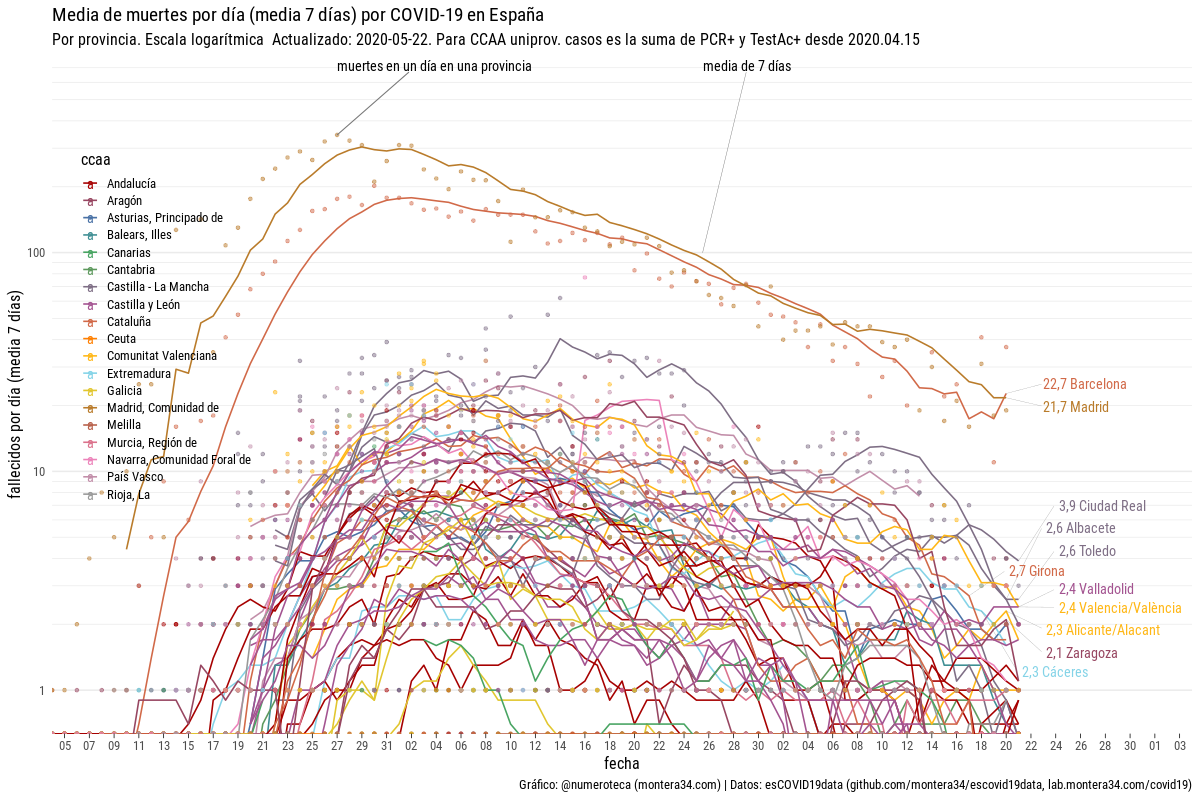 Media de muertes por día (media 7 días) por COVID-19 en España
Por provincia. Escala logarítmica  Actualizado: 2020-05-22. Para CCAA uniprov. casos es la suma de PCR+ y TestAc+ desde 2020.04.15
muertes en un día en una provincia
media de 7 días
ccaa
Andalucía
Aragón
Asturias, Principado de
Balears, Illes
Canarias
Cantabria
Castilla - La Mancha
Castilla y León
Cataluña
Ceuta
Comunitat Valenciana
Extremadura
Galicia
Madrid, Comunidad de
Melilla
Murcia, Región de
Navarra, Comunidad Foral de
País Vasco
Rioja, La
fallecidos por día (media  7 días)
100
10
1
22,7 Barcelona
21,7 Madrid
3,9 Ciudad Real
2,6 Albacete
2,6 Toledo
2,7 Girona
2,4 Valladolid
2,4 Valencia/València
2,3 Alicante/Alacant
2,1 Zaragoza
2,3 Cáceres
05 07 09 11 13 15 17 19 21 23 25 27 29 31 02 04 06 08 10 12 14 16 18 20 22 24 26 28 30 02 04 06 08 10 12 14 16 18 20 22 24 26 28 30 01 03
fecha
Gráfico: @numeroteca (montera34.com) | Datos: esCOVID19data (github.com/montera34/escovid19data, lab.montera34.com/covid19)